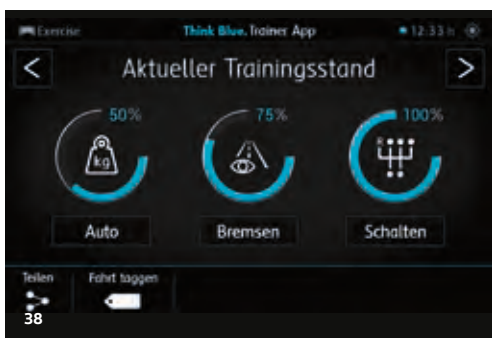 Exercise Think Blue. Trainer App 12:33 h
< Aktueller Trainingsstand >
50% 75% 100%
kg
Auto Bremsen Schalten
Teilen Fahrt taggen
38